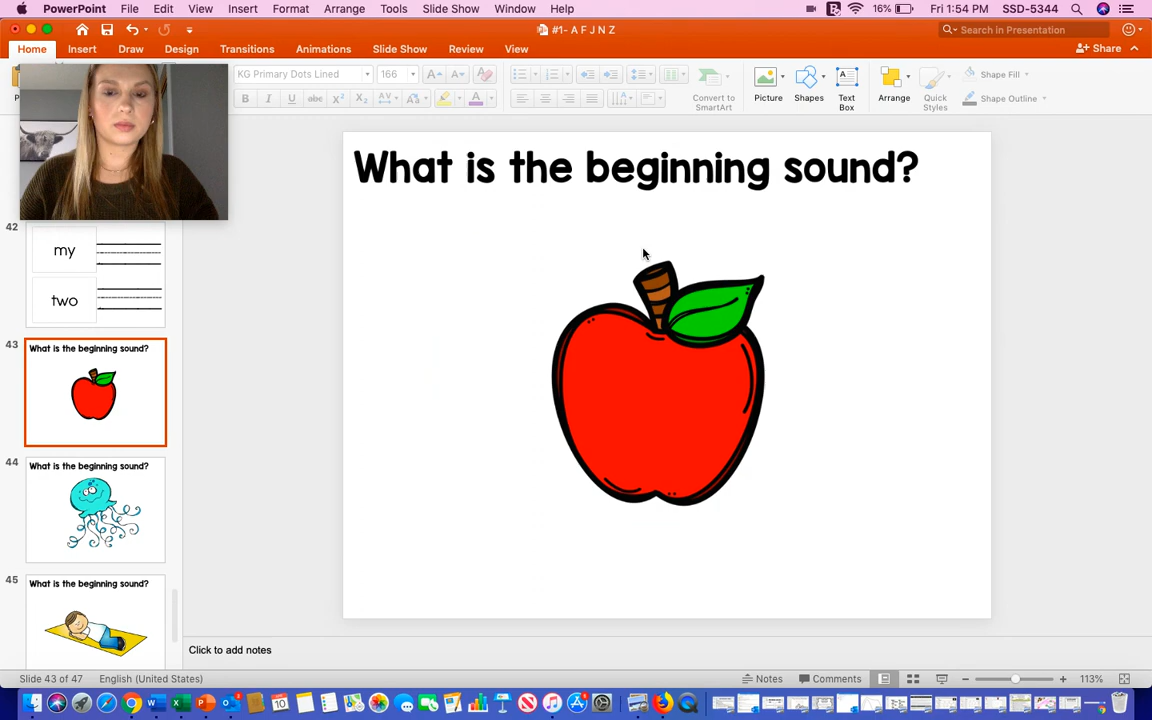 PowerPoint File Edit View Insert Format Arrange Tools Slide Show Window Help 16% Fri 1:54 PM SSD-5344
#1- A F J N Z Search in Presentation
Home Insert Draw Design Transitions Animations Slide Show Review View Share
KG Primary Dots Lined 166 Shape Fill
B I U abc X² X₂ A Convert to SmartArt Picture Shapes Text Box Arrange Quick Styles Shape Outline
What is the beginning sound?
42
my
two
43
What is the beginning sound?
44
What is the beginning sound?
45
What is the beginning sound?
Click to add notes
Slide 43 of 47 English (United States) Notes Comments 113%